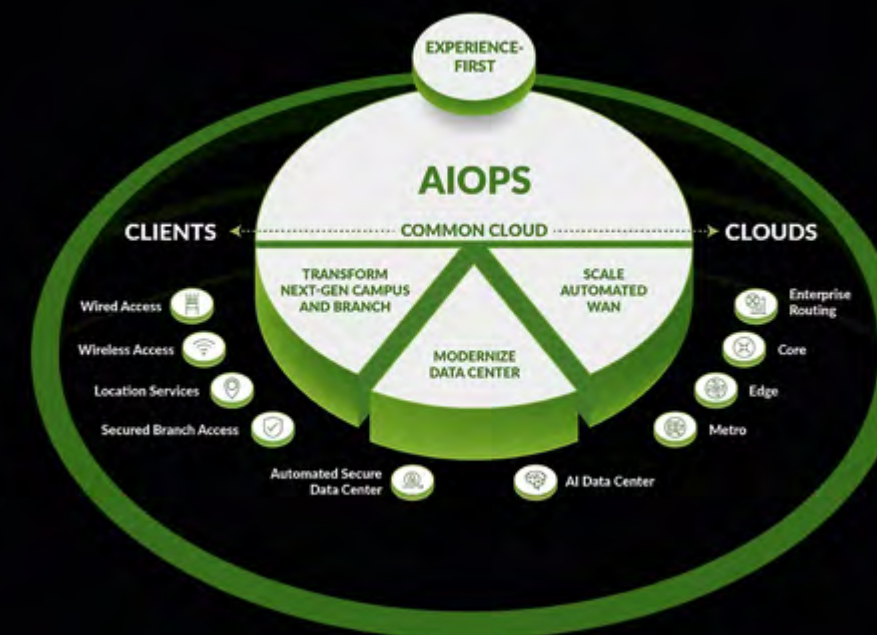 EXPERIENCE-
FIRST
AIOPS
CLIENTS
COMMON CLOUD
CLOUDS
TRANSFORM
NEXT-GEN CAMPUS
AND BRANCH
SCALE
AUTOMATED
WAN
MODERNIZE
DATA CENTER
Wired Access
Wireless Access
Location Services
Secured Branch Access
Automated Secure
Data Center
AI Data Center
Enterprise
Routing
Core
Edge
Metro